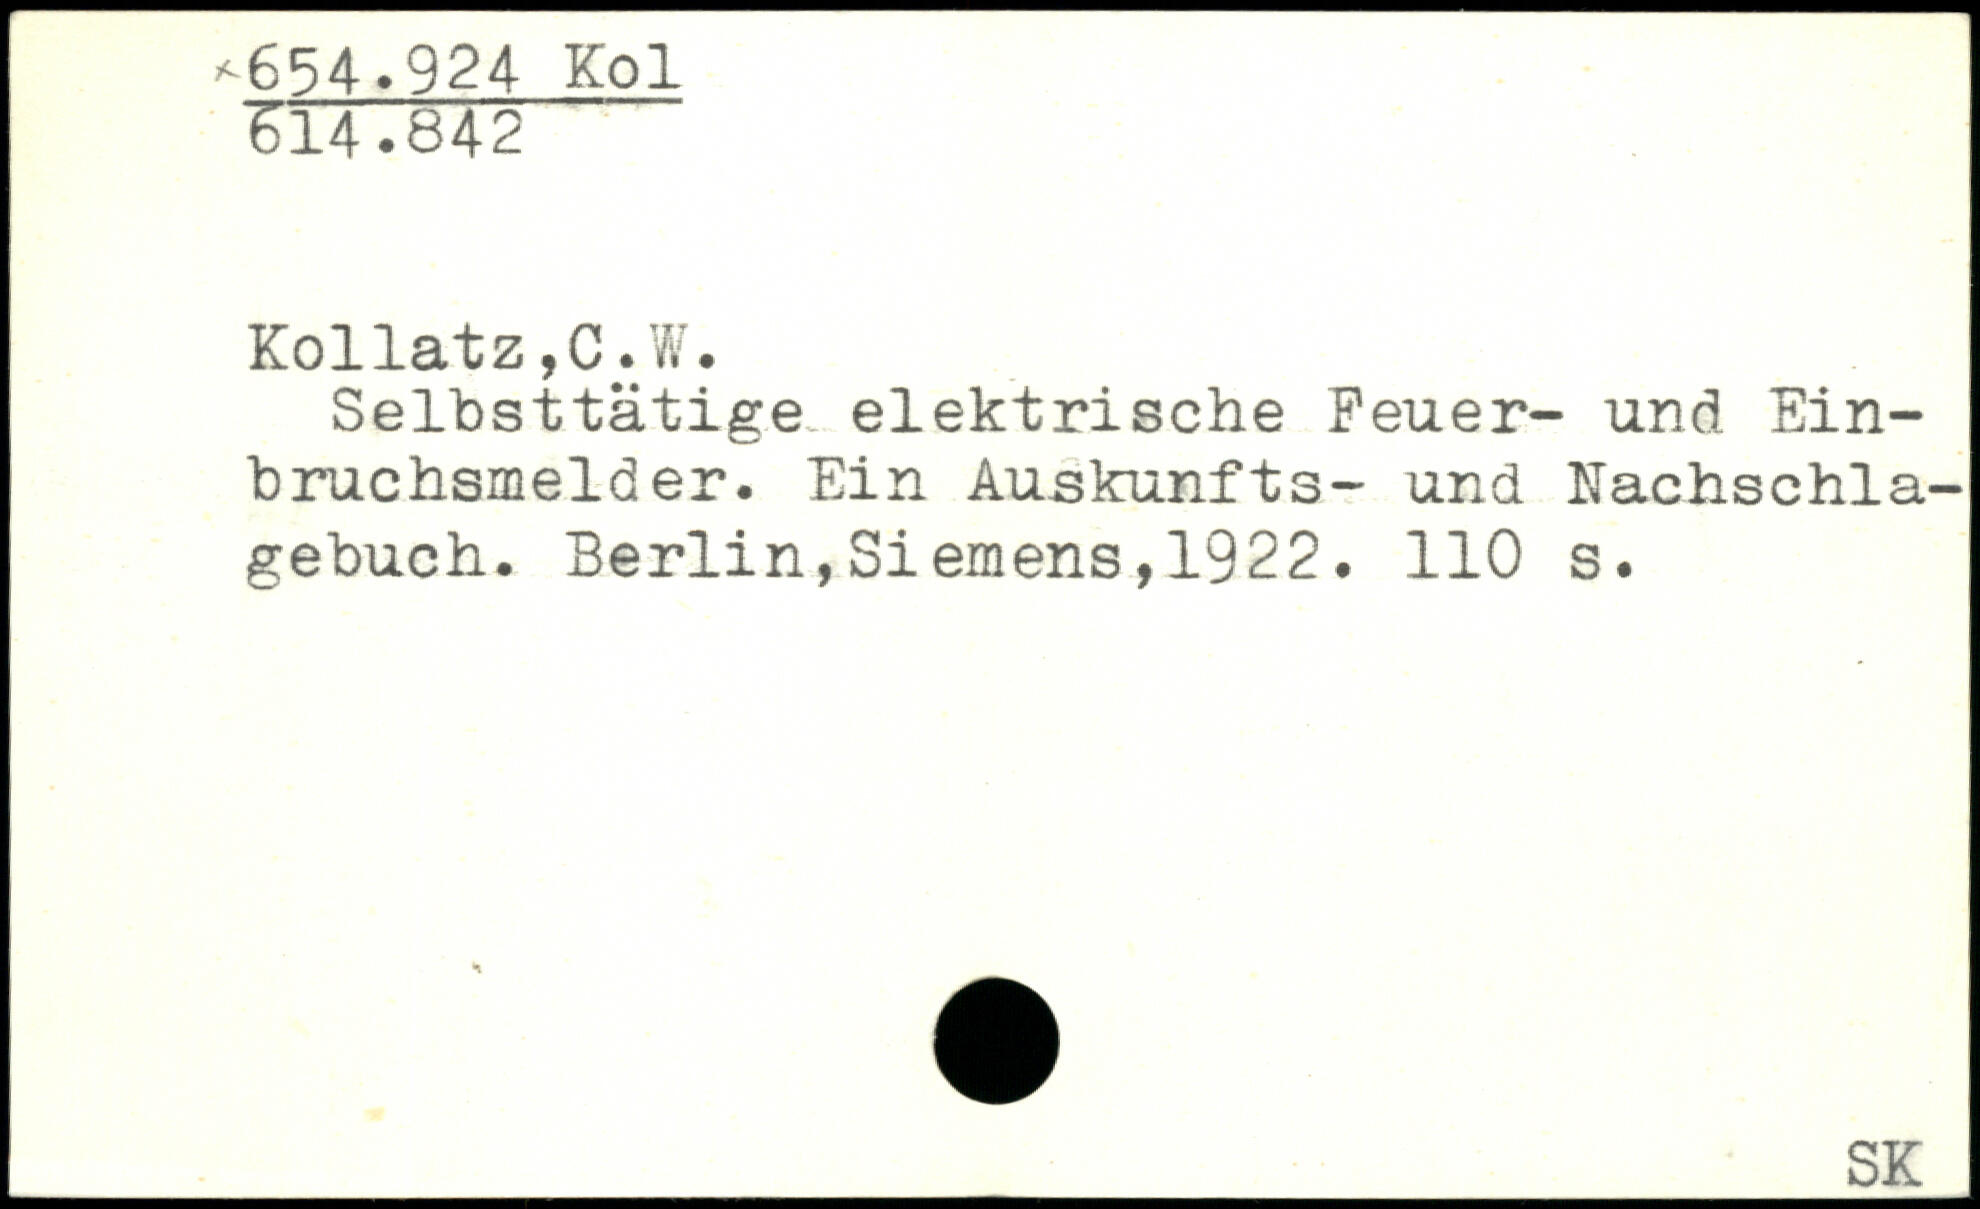 ×654.924 Kol
614.842
Kollatz,C.W.
Selbsttätige elektrische Feuer- und Ein-
bruchsmelder. Ein Auskunfts- und Nachschla-
gebuch. Berlin,Siemens,1922. 110 s.
SK